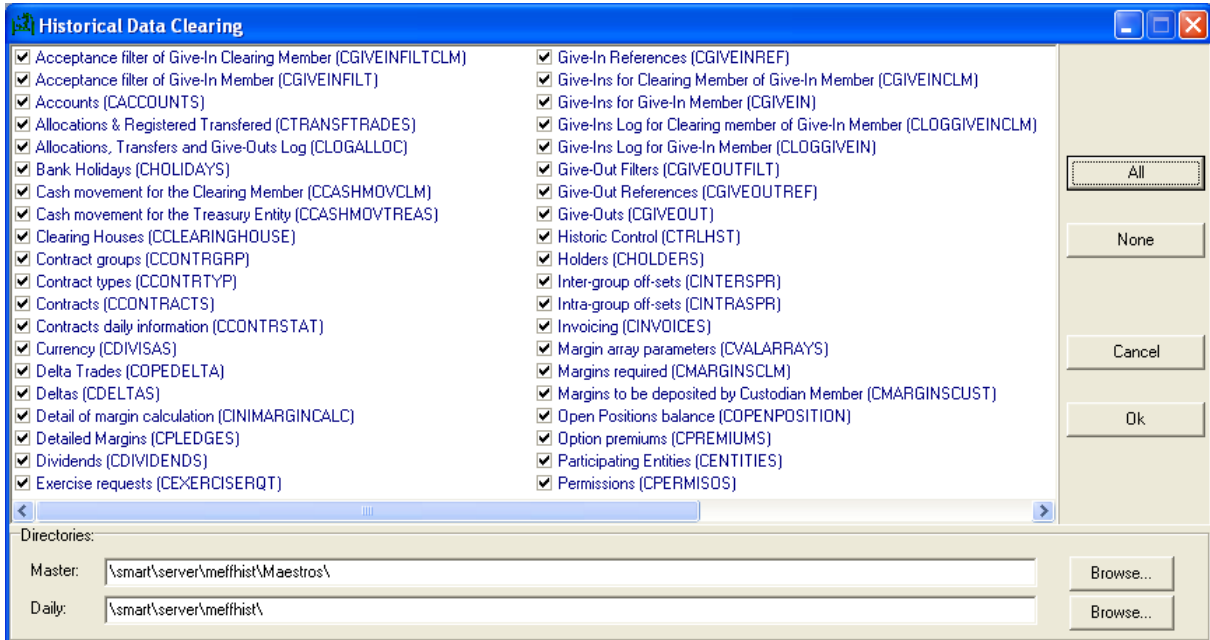 Historical Data Clearing
Acceptance filter of Give-In Clearing Member (CGIVEINFILTCLM)
Acceptance filter of Give-In Member (CGIVEINFILT)
Accounts (CACCOUNTS)
Allocations & Registered Transfered (CTRANSFTRADES)
Allocations, Transfers and Give-Outs Log (CLOGALLOC)
Bank Holidays (CHOLIDAYS)
Cash movement for the Clearing Member (CCASHMOVCLM)
Cash movement for the Treasury Entity (CCASHMOVTREAS)
Clearing Houses (CCLEARINGHOUSE)
Contract groups (CCONTRGRP)
Contract types (CCONTRTYP)
Contracts (CCONTRACTS)
Contracts daily information (CCONTRSTAT)
Currency (CDIVISAS)
Delta Trades (COPEDELTA)
Deltas (CDELTAS)
Detail of margin calculation (CINIMARGINCALC)
Detailed Margins (CPLEDGES)
Dividends (CDIVIDENDS)
Exercise requests (CEXERCISERQT)
Give-In References (CGIVEINREF)
Give-Ins for Clearing Member of Give-In Member (CGIVEINCLM)
Give-Ins for Give-In Member (CGIVEIN)
Give-Ins Log for Clearing member of Give-In Member (CLOGGIVEINCLM)
Give-Ins Log for Give-In Member (CLOGGIVEIN)
Give-Out Filters (CGIVEOUTFILT)
Give-Out References (CGIVEOUTREF)
Give-Outs (CGIVEOUT)
Historic Control (CTRLHST)
Holders (CHOLDERS)
Inter-group off-sets (CINTERSPR)
Intra-group off-sets (CINTRASPR)
Invoicing (CINVOICES)
Margin array parameters (CVALARRAYS)
Margins required (CMARGINSCLM)
Margins to be deposited by Custodian Member (CMARGINSCUST)
Open Positions balance (COPENPOSITION)
Option premiums (CPREMIUMS)
Participating Entities (CENTITIES)
Permissions (CPERMISOS)
All
None
Cancel
Ok
Directories:
Master: \smart\server\meffhist\Maestros\ Browse...
Daily: \smart\server\meffhist\ Browse...